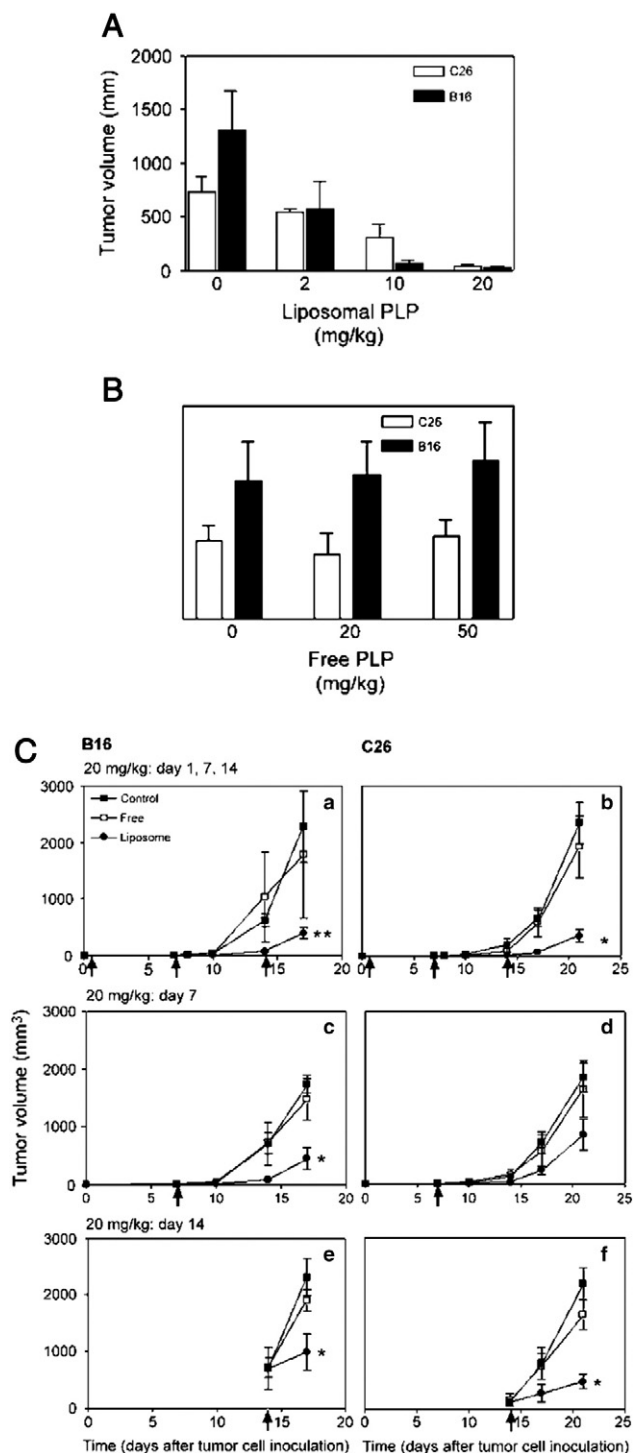 A
2000
1500
1000
500
0
Tumor volume (mm)
C26
B16
0 2 10 20
Liposomal PLP
(mg/kg)
B
C26
B16
0 20 50
Free PLP
(mg/kg)
C
B16 C26
20 mg/kg: day 1, 7, 14
3000 a b
Control
Free
Liposome
2000
1000
** *
0
0 5 10 15 20 0 5 10 15 20 25
20 mg/kg: day 7
Tumor volume (mm³)
3000 c d
2000
1000
*
0
0 5 10 15 20 0 5 10 15 20 25
20 mg/kg: day 14
3000 e f
2000
1000
* *
0
0 5 10 15 20 0 5 10 15 20 25
Time (days after tumor cell inoculation) Time (days after tumor cell inoculation)